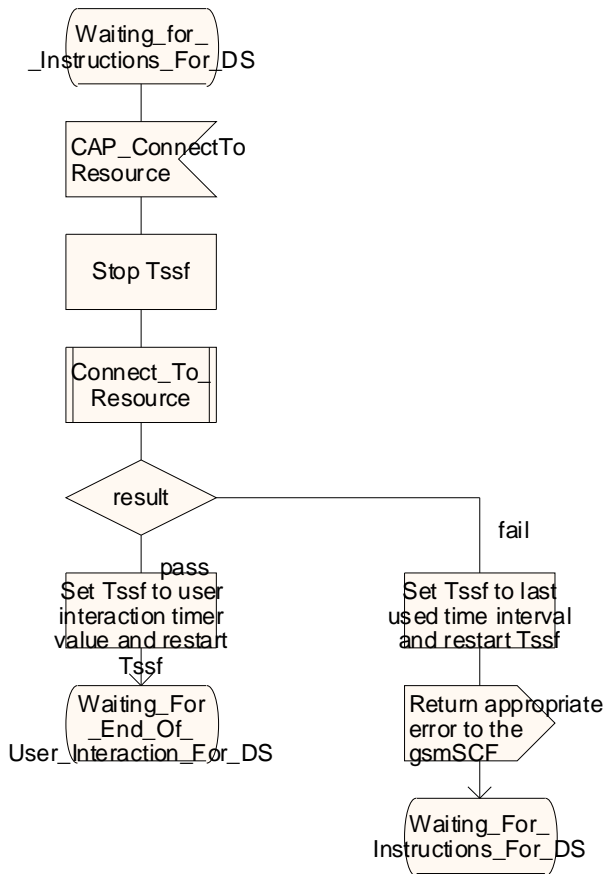 Waiting_for_
_Instructions_For_DS
CAP_ConnectTo
Resource
Stop Tssf
Connect_To_
Resource
result
fail
pass
Set Tssf to user
interaction timer
value and restart
Tssf
Set Tssf to last
used time interval
and restart Tssf
Waiting_For
_End_Of_
User_Interaction_For_DS
Return appropriate
error to the
gsmSCF
Waiting_For_
Instructions_For_DS